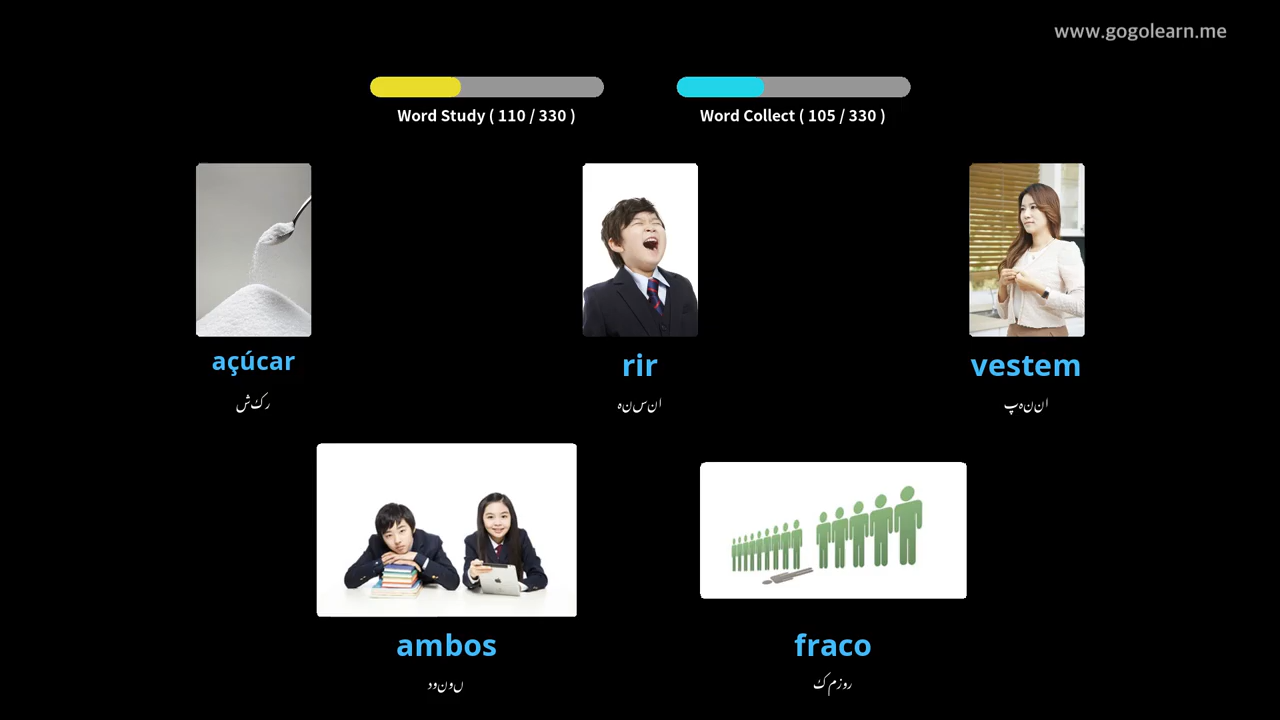 www.gogolearn.me
Word Study ( 110 / 330 )
Word Collect ( 105 / 330 )
açúcar
رکش
rir
انسنہ
vestem
اننہپ
ambos
ںونود
fraco
روزمک